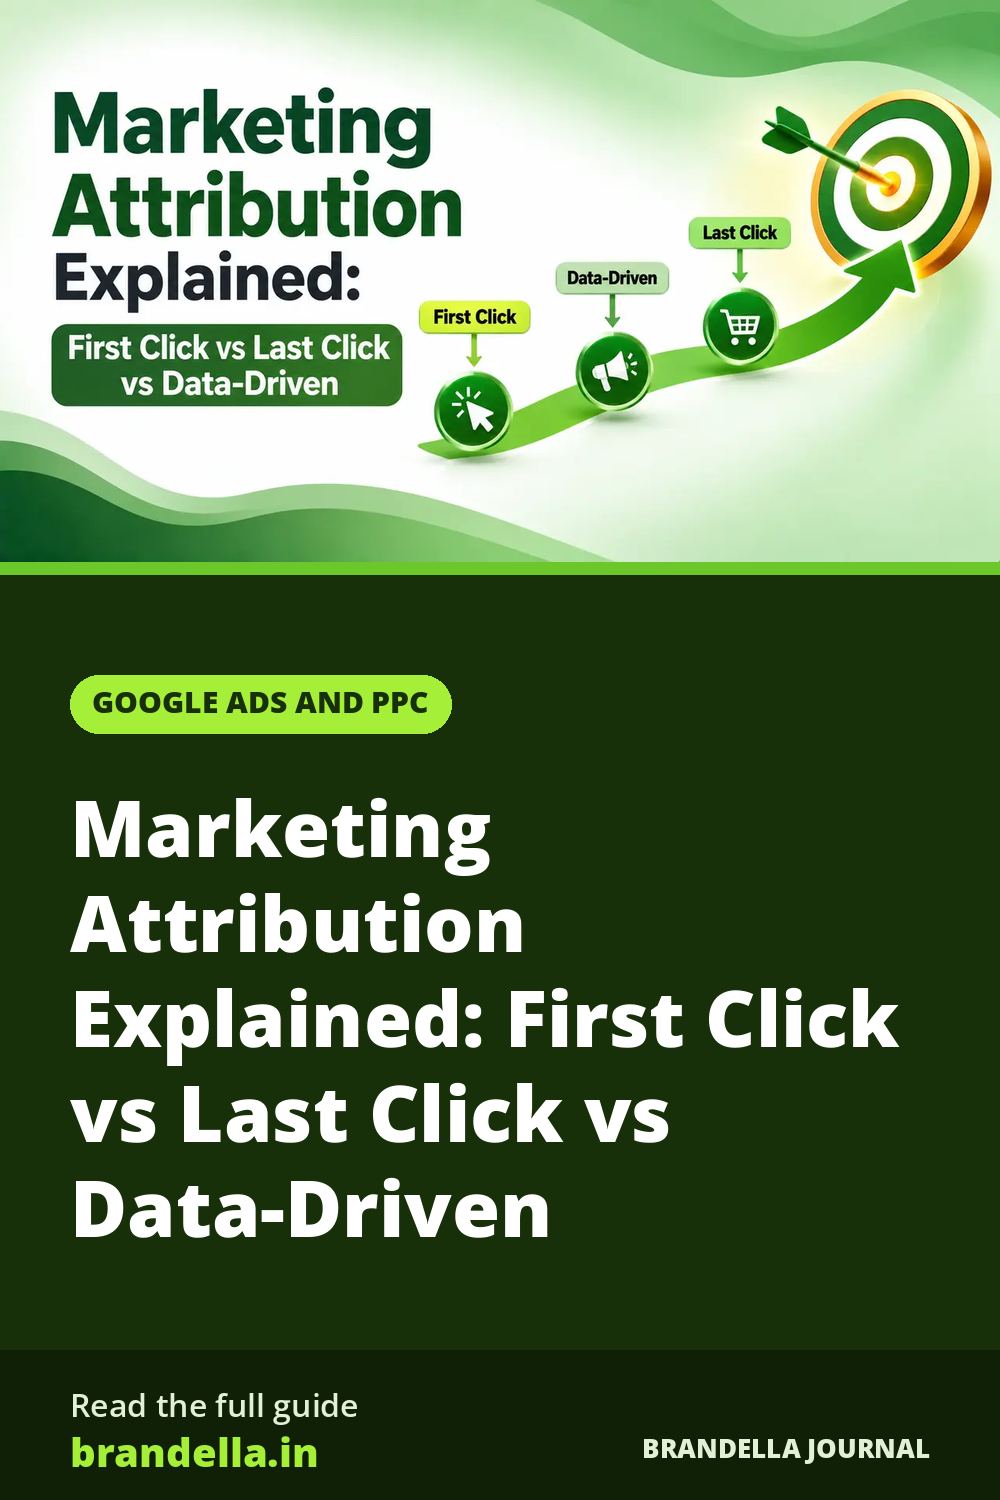 Marketing
Attribution
Explained:
First Click vs Last Click
vs Data-Driven
First Click
Data-Driven
Last Click
GOOGLE ADS AND PPC
Marketing
Attribution
Explained: First Click
vs Last Click vs
Data-Driven
Read the full guide
brandella.in
BRANDELLA JOURNAL